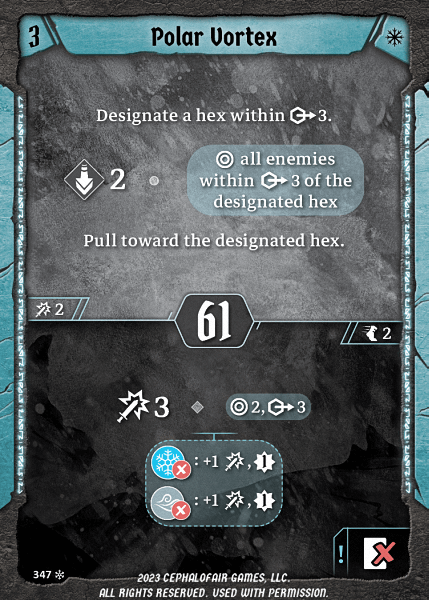 3 Polar Vortex
Designate a hex within 3.
2 all enemies
within 3 of the
designated hex
Pull toward the designated hex.
2
61
2
3 2, 3
: +1 ,
: +1 ,
!
347
2023 CEPHALOFAIR GAMES, LLC.
ALL RIGHTS RESERVED. USED WITH PERMISSION.